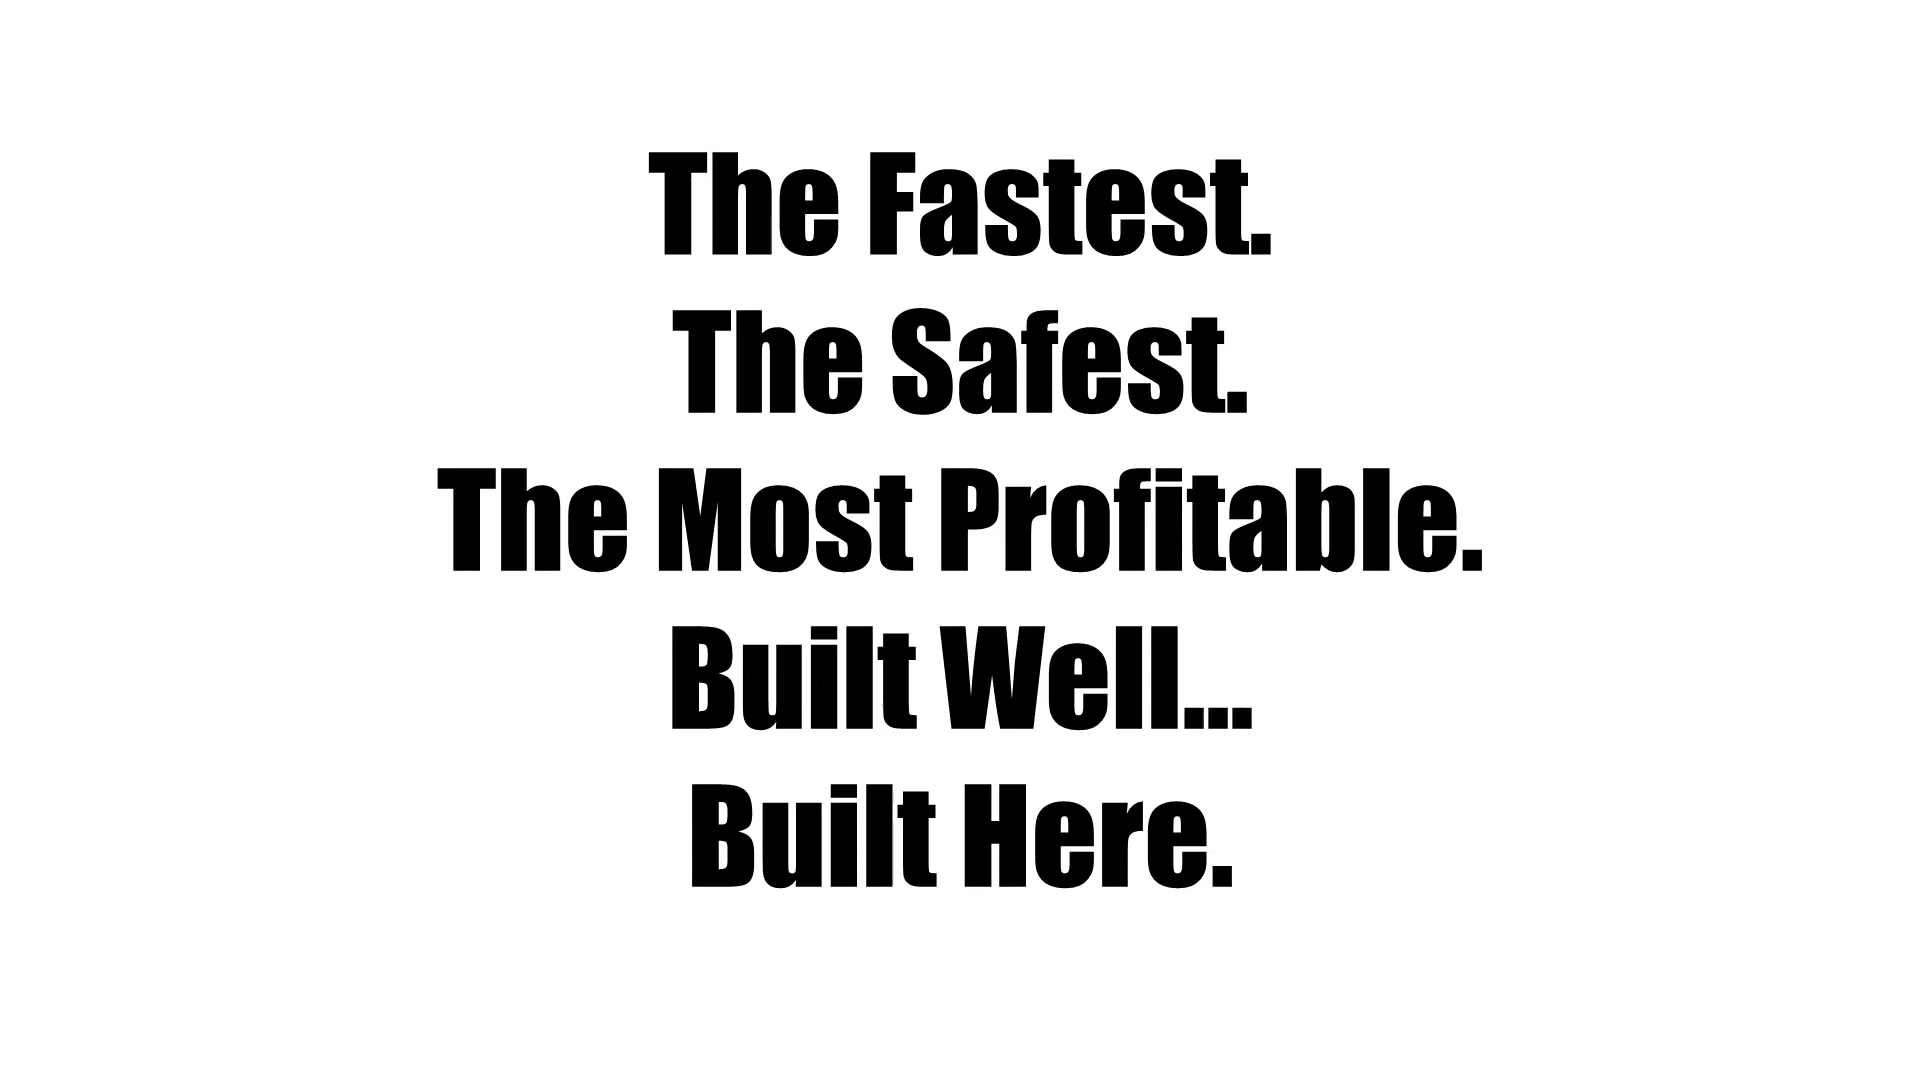 The Fastest.
The Safest.
The Most Profitable.
Built Well...
Built Here.